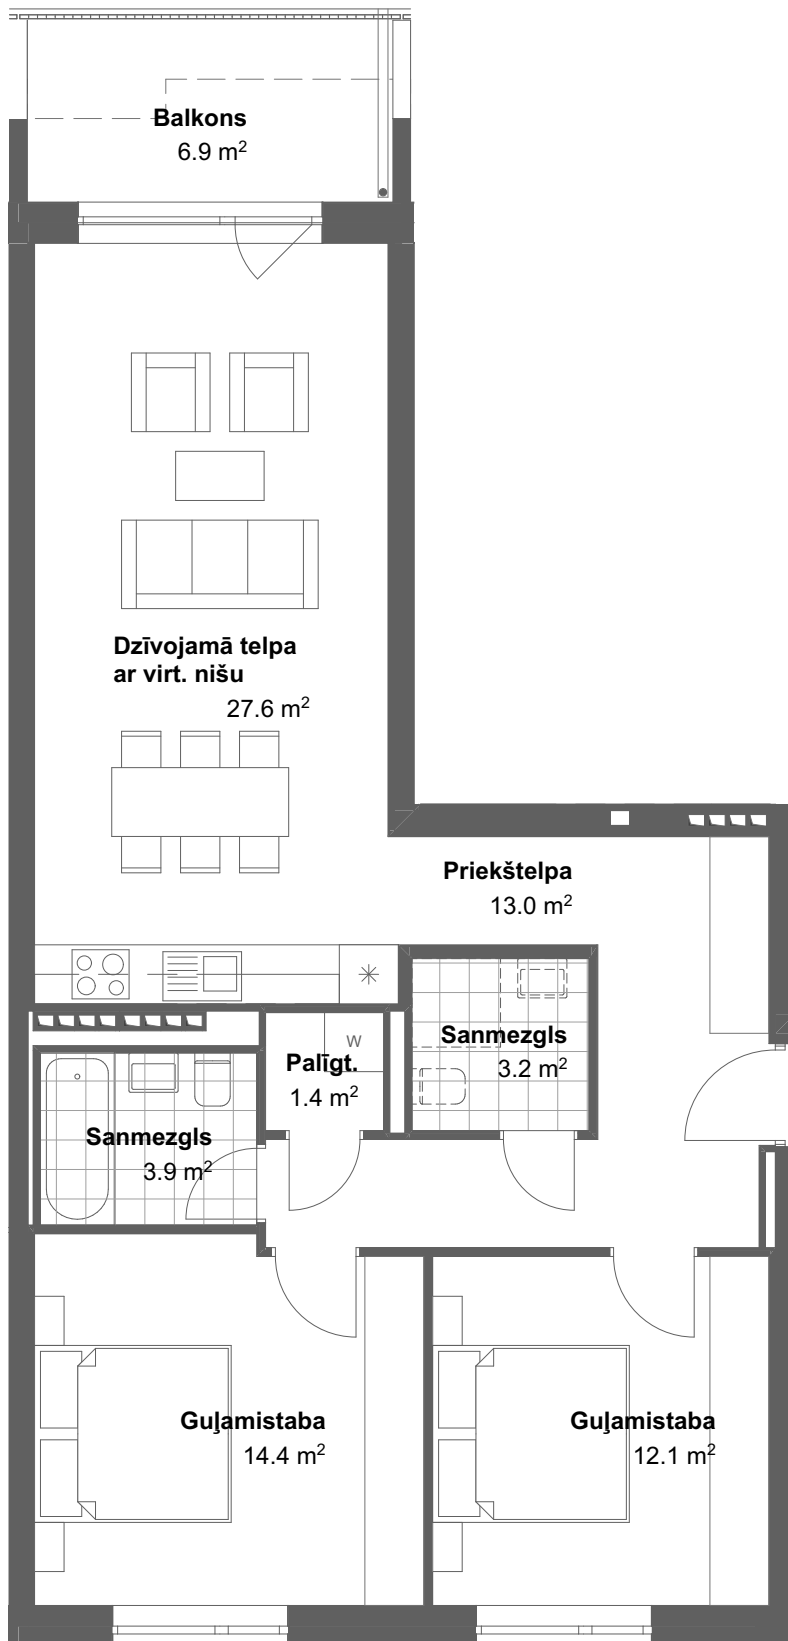 Balkons
6.9 m²
Dzīvojamā telpa
ar virt. nišu
27.6 m²
Priekštelpa
13.0 m²
Sanmezgls
3.2 m²
W
Palīgt.
1.4 m²
Sanmezgls
3.9 m²
Guļamistaba
14.4 m²
Guļamistaba
12.1 m²